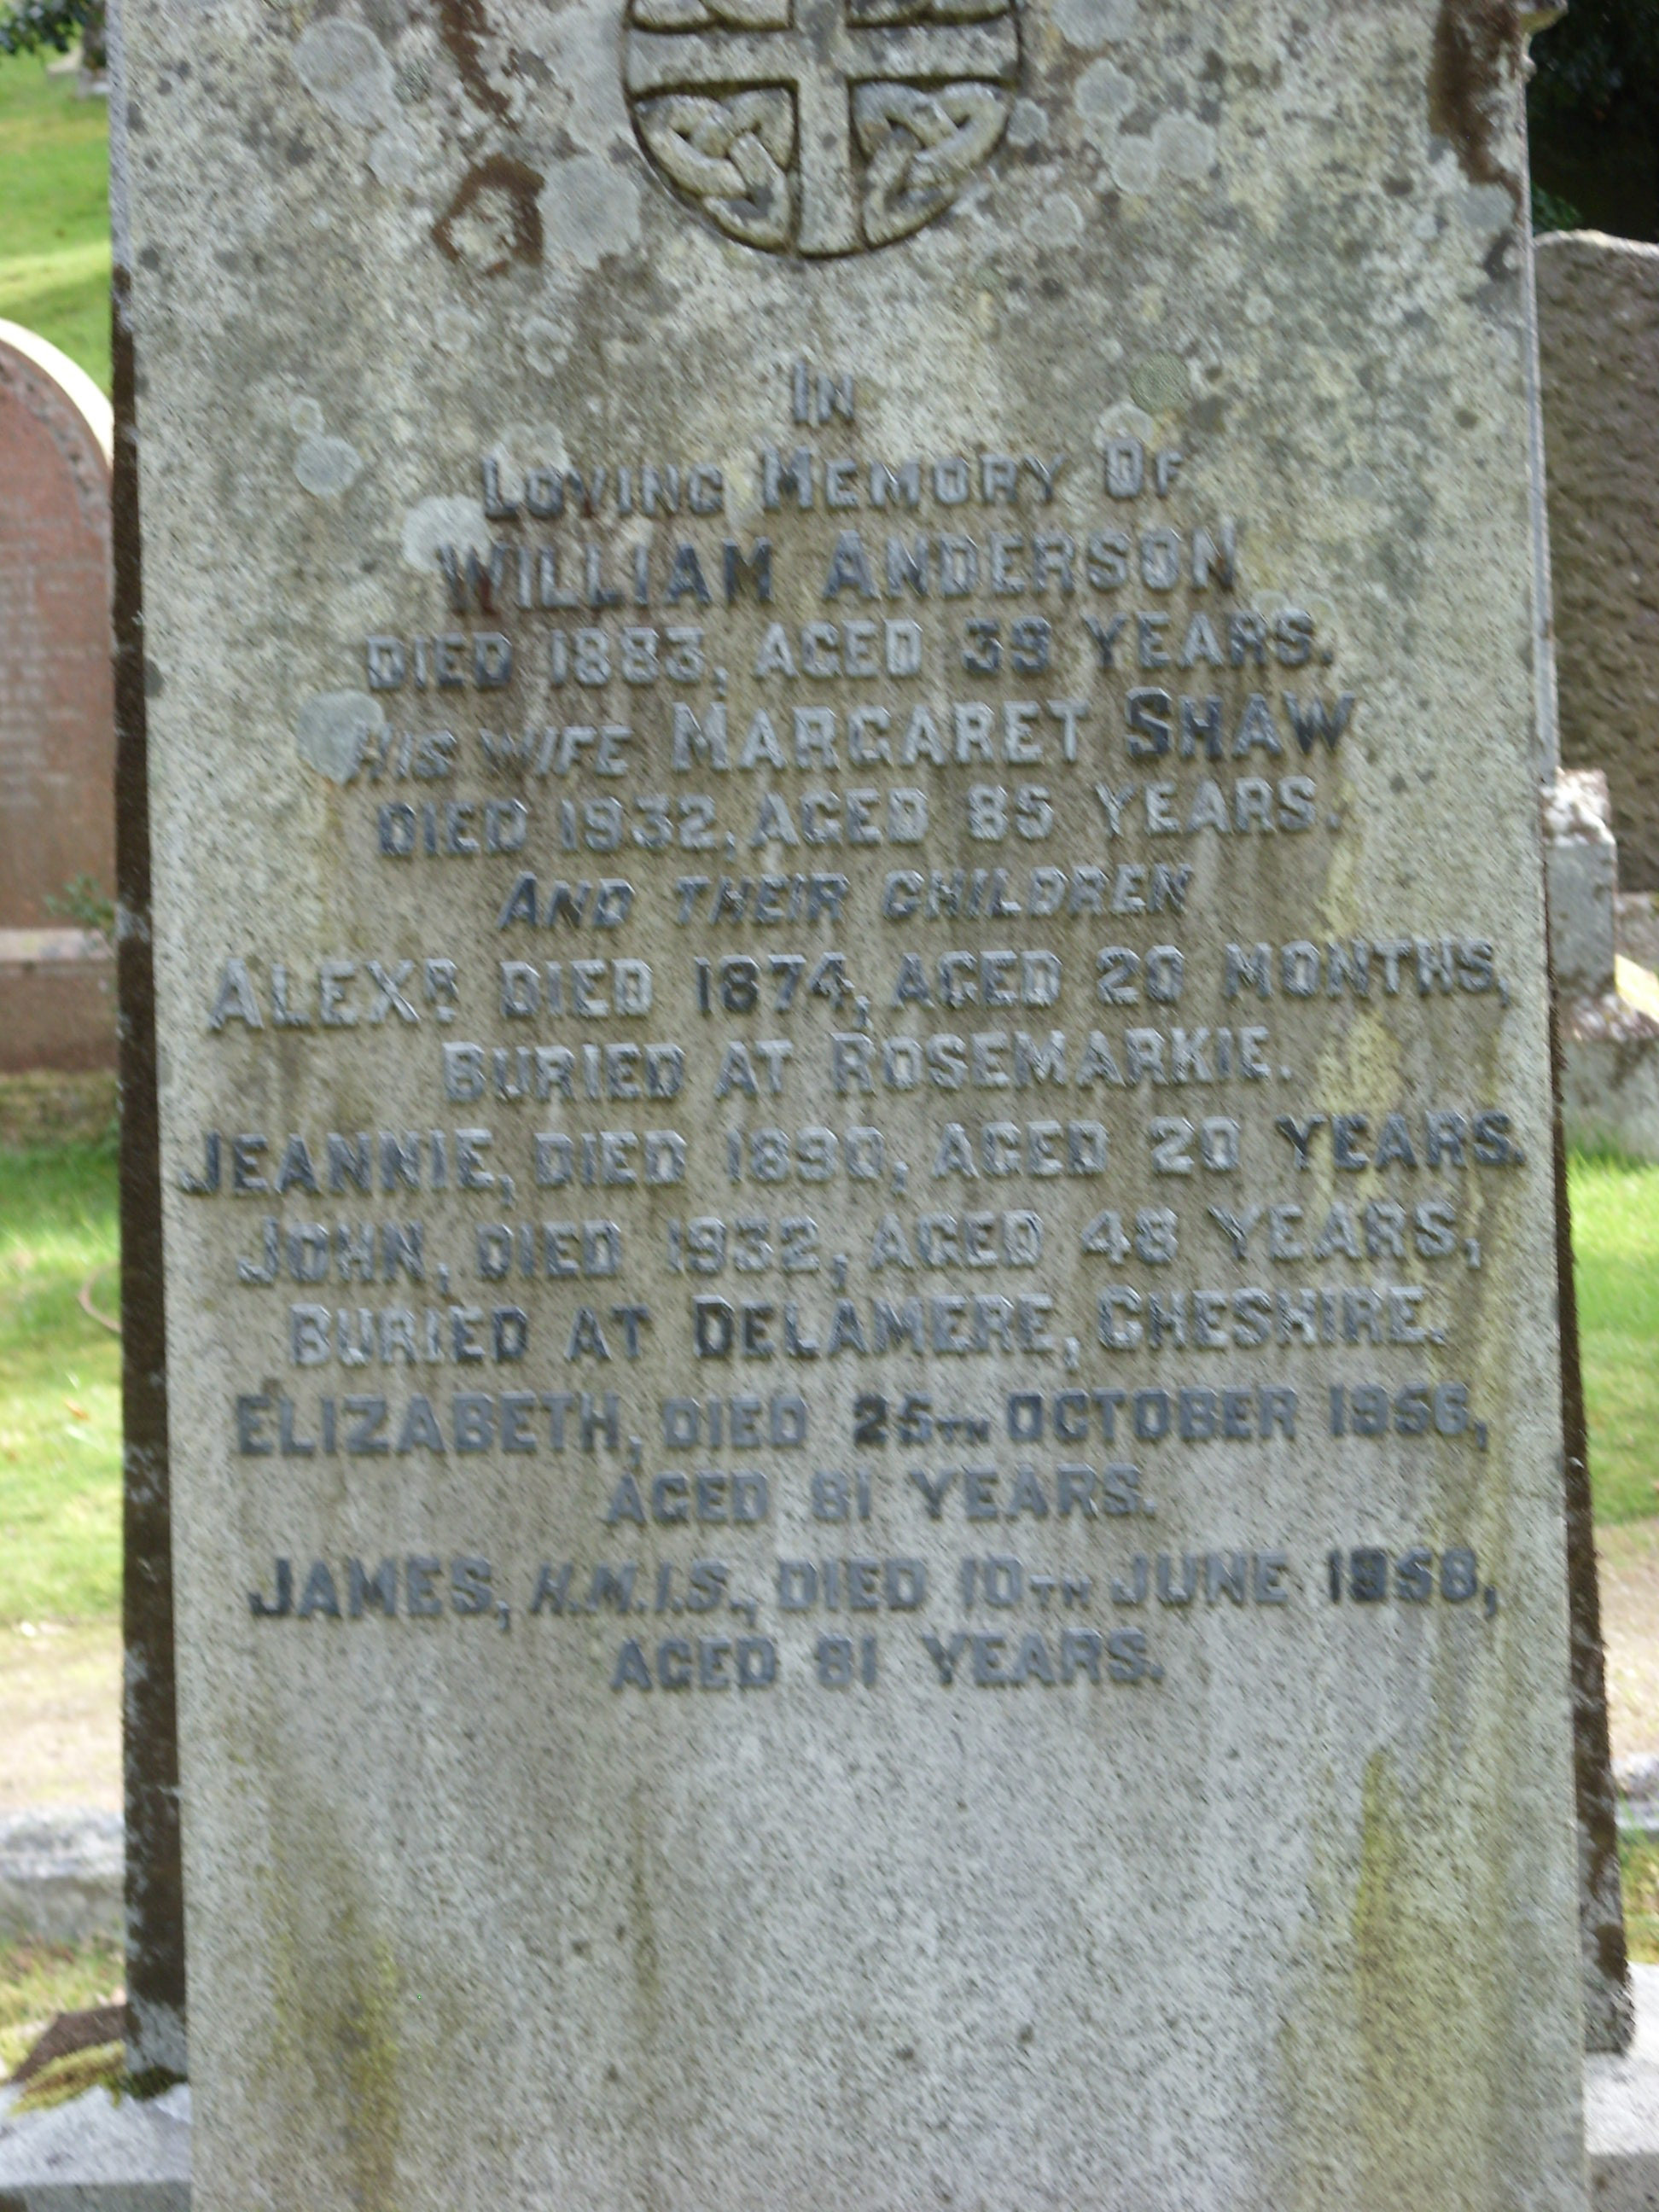 IN
LOVING MEMORY OF
WILLIAM ANDERSON
DIED 1883, AGED 39 YEARS.
HIS WIFE MARGARET SHAW
DIED 1932, AGED 85 YEARS.
AND THEIR CHILDREN
ALEXR. DIED 1874, AGED 20 MONTHS,
BURIED AT ROSEMARKIE.
JEANNIE, DIED 1890, AGED 20 YEARS.
JOHN, DIED 1932, AGED 48 YEARS,
BURIED AT DELAMERE, CHESHIRE.
ELIZABETH, DIED 25TH OCTOBER 1956,
AGED 81 YEARS.
JAMES, H.M.I.S., DIED 10TH JUNE 1958,
AGED 81 YEARS.